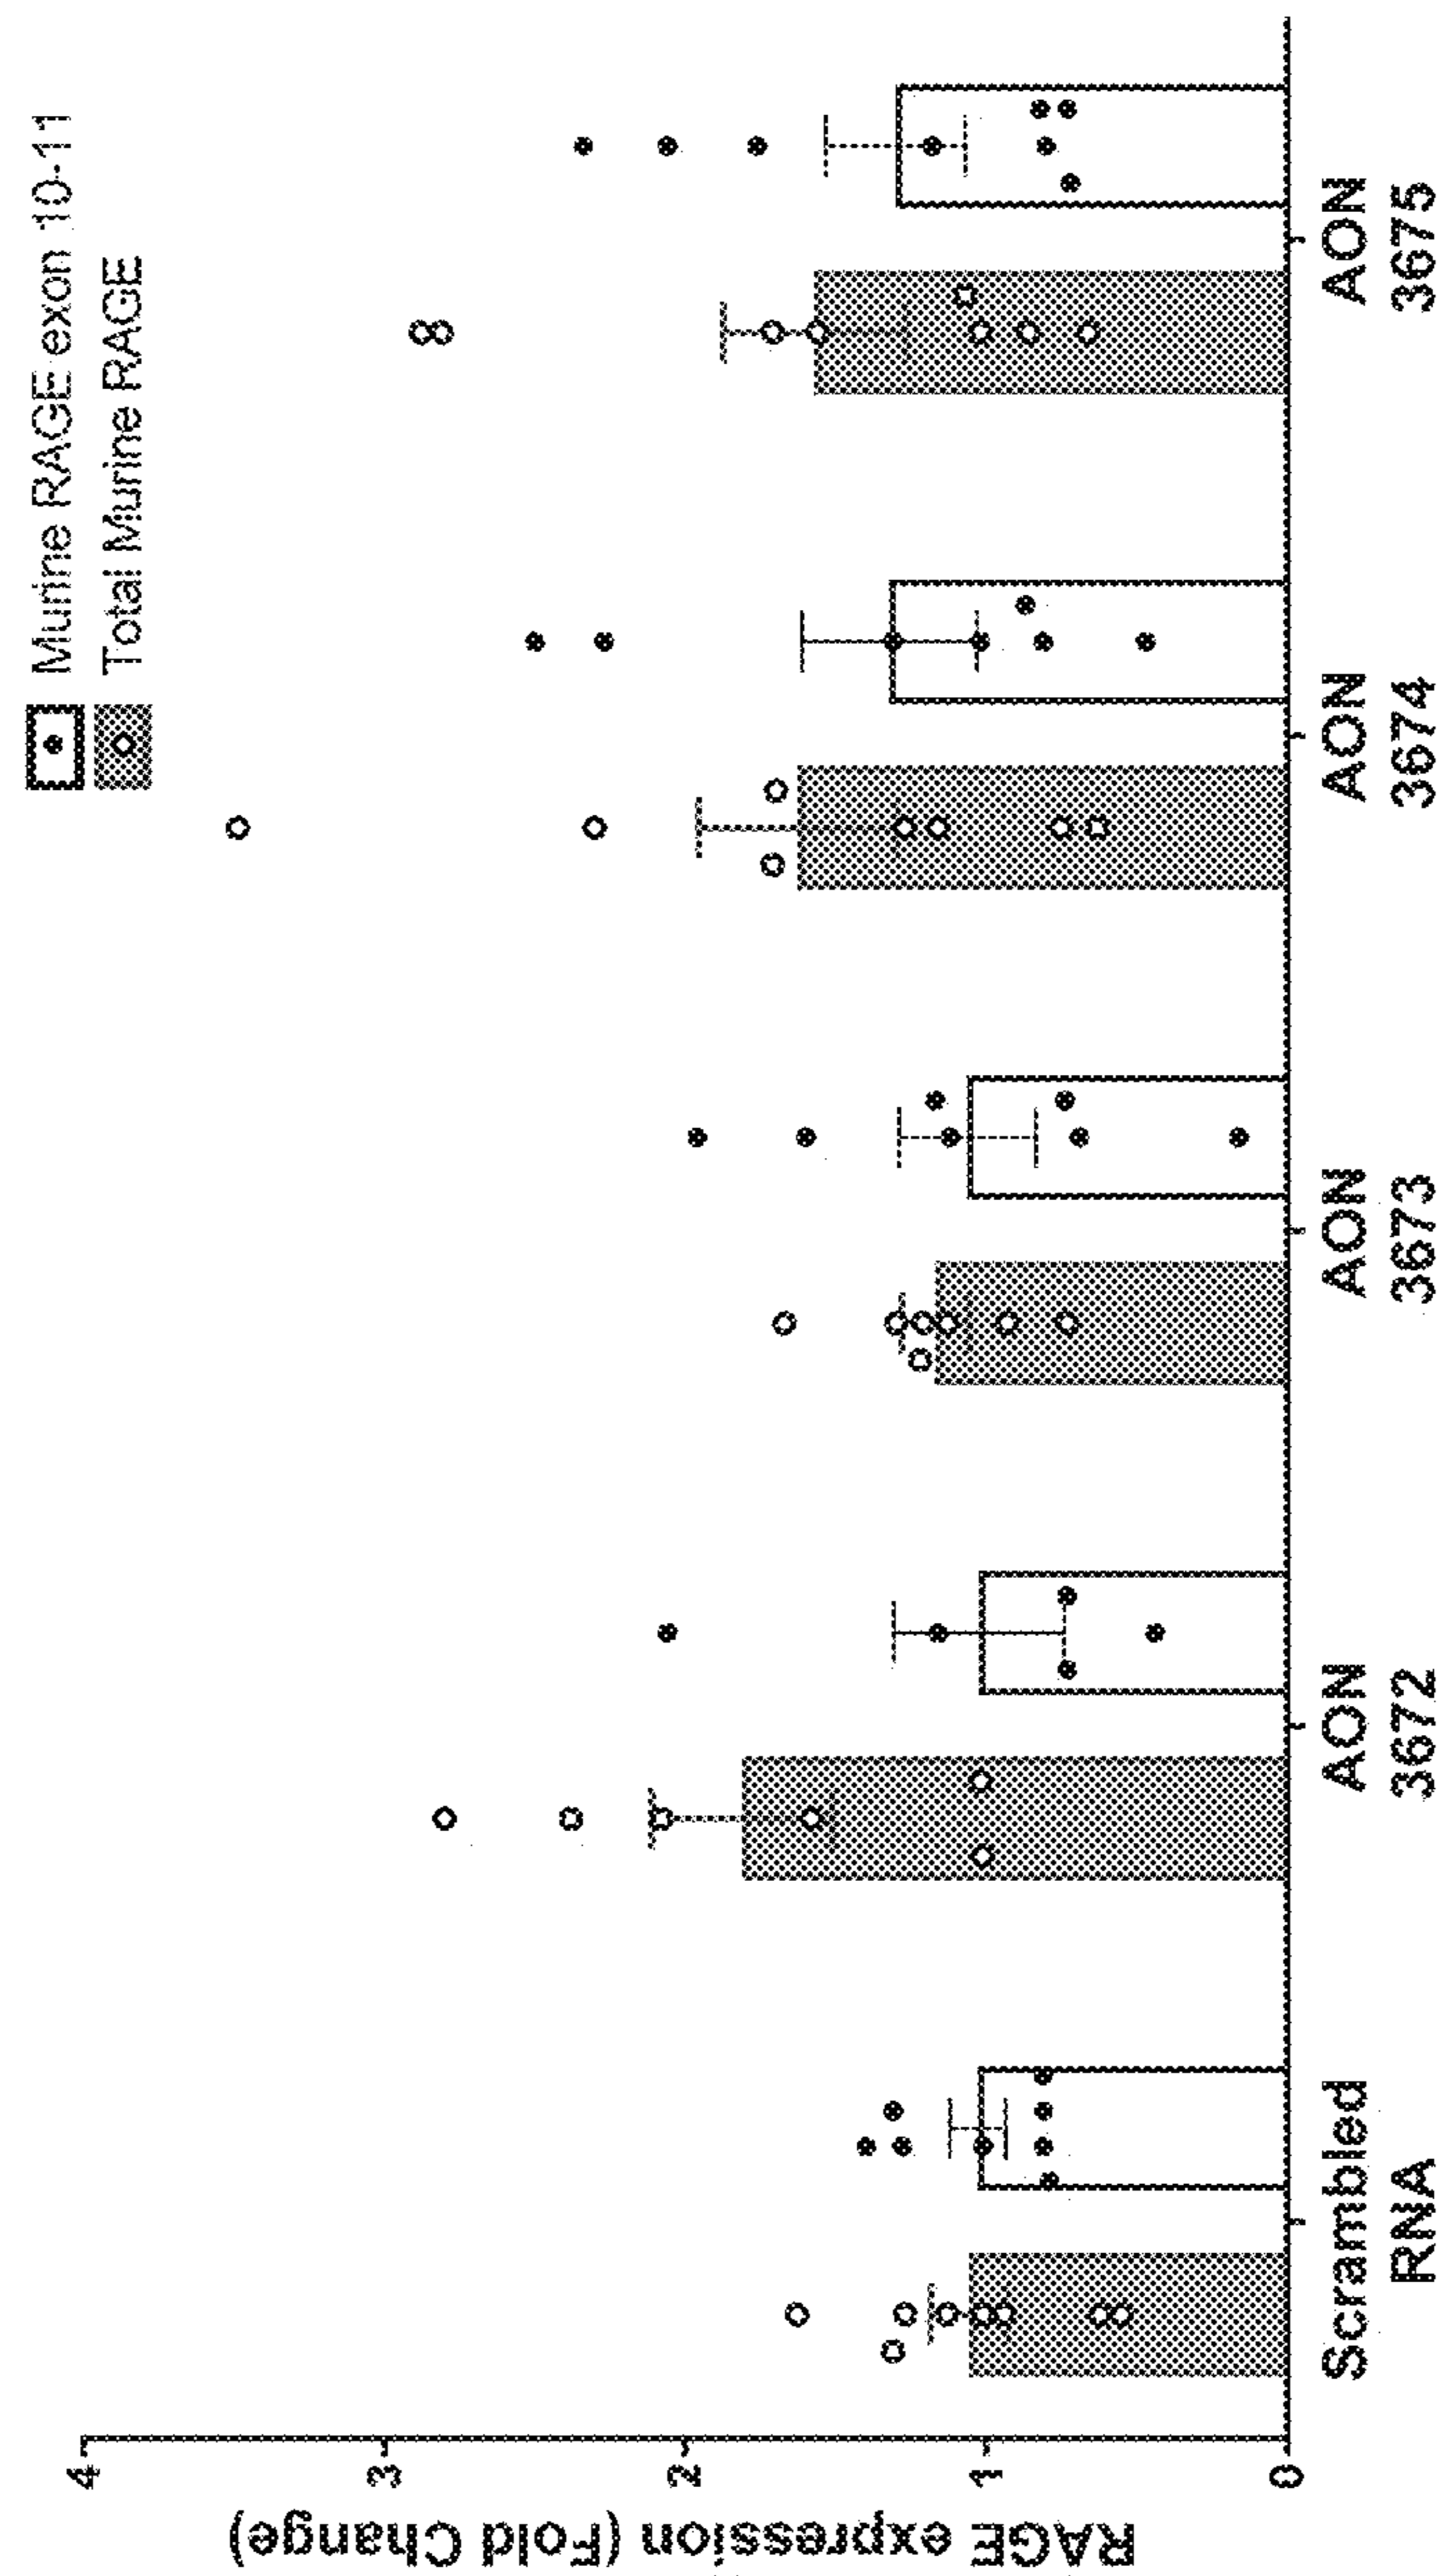 Murine RAGE exon 10-11
Total Murine RAGE
RAGE expression (Fold Change)
4
3
2
1
0
Scrambled
RNA
AON
3672
AON
3673
AON
3674
AON
3675